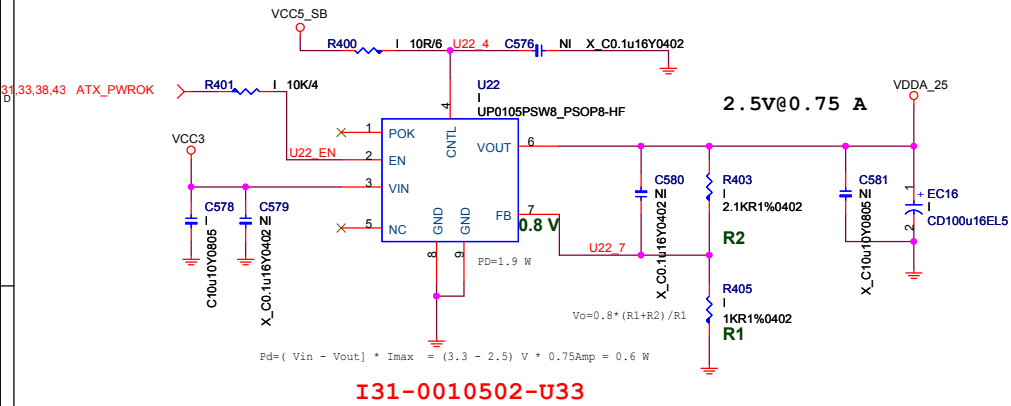 VCC5_SB
R400 I 10R/6 U22_4 C576 NI X_C0.1u16Y0402
31,33,38,43 ATX_PWROK
D
R401 I 10K/4
U22
I
UP0105PSW8_PSOP8-HF
2.5V@0.75 A
VDDA_25
VCC3
U22_EN
1 POK
2 EN
3 VIN
5 NC
4 CNTL
VOUT 6
FB 7
0.8 V
GND 8
GND 9
PD=1.9 W
U22_7
C578
I
C10u10Y0805
C579
NI
X_C0.1u16Y0402
C580
NI
X_C0.1u16Y0402
R403
I
2.1KR1%0402
R2
R405
I
1KR1%0402
R1
C581
NI
X_C10u10Y0805
1
+ EC16
I
CD100u16EL5
2
Vo=0.8*(R1+R2)/R1
Pd=( Vin - Vout] * Imax = (3.3 - 2.5) V * 0.75Amp = 0.6 W
I31-0010502-U33